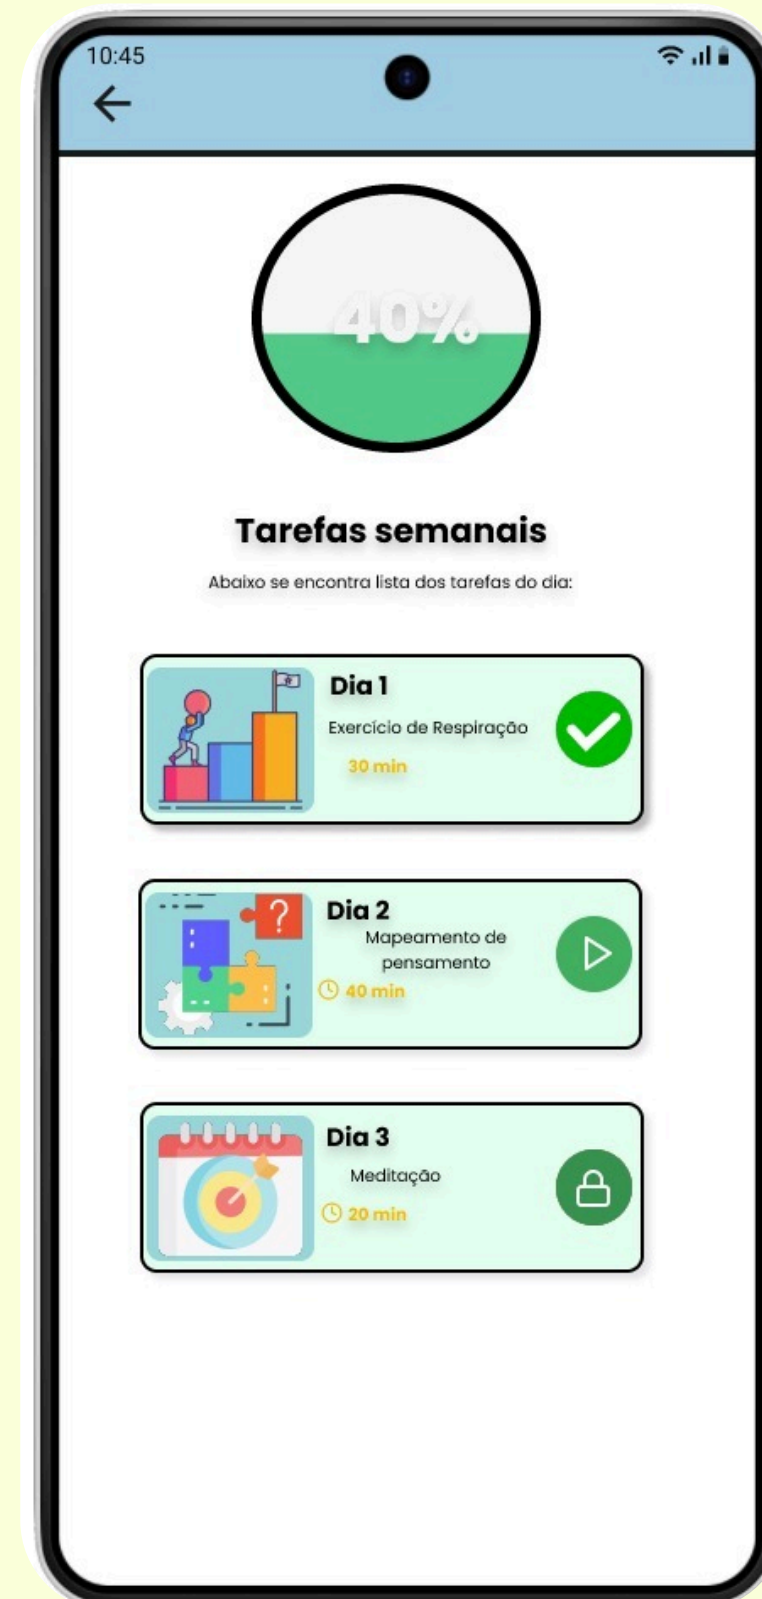 10:45
40%
Tarefas semanais
Abaixo se encontra lista dos tarefas do dia:
Dia 1
Exercício de Respiração
30 min
?
Dia 2
Mapeamento de
pensamento
40 min
Dia 3
Meditação
20 min